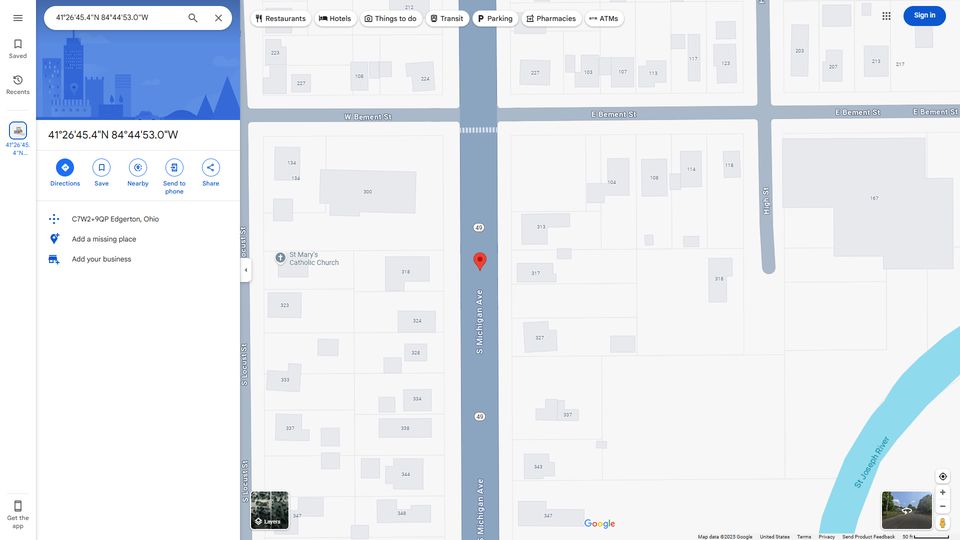 41°26'45.4"N 84°44'53.0"W
Restaurants
Hotels
Things to do
Transit
Parking
Pharmacies
ATMs
Sign in
Saved
Recents
41°26'45.
4"N...
41°26'45.4"N 84°44'53.0"W
Directions
Save
Nearby
Send to
phone
Share
C7W2+9QP Edgerton, Ohio
Add a missing place
Add your business
Get the
app
212
223
227
108
224
227
103
107
113
117
123
203
207
213
217
W Bement St
E Bement St
E Bement St
E Bement St
134
134
300
104
108
114
118
High St
167
49
313
St Mary's
Catholic Church
318
317
318
323
324
S Michigan Ave
327
328
S Locust St
333
334
49
337
337
339
343
344
S Locust St
S Michigan Ave
St Joseph River
347
348
347
Layers
Google
Map data ©2025 Google
United States
Terms
Privacy
Send Product Feedback
50 ft